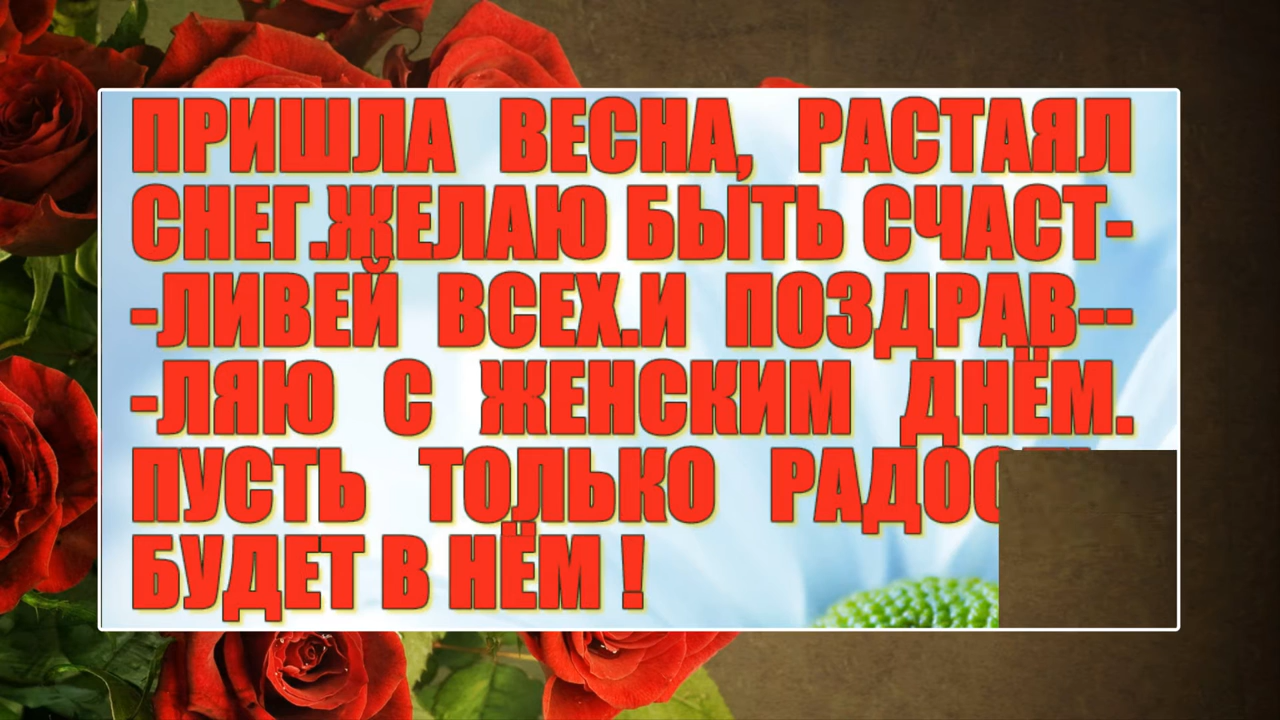 ПРИШЛА ВЕСНА, РАСТАЯЛ
СНЕГ.ЖЕЛАЮ БЫТЬ СЧАСТ-
-ЛИВЕЙ ВСЕХ.И ПОЗДРАВ--
-ЛЯЮ С ЖЕНСКИМ ДНЁМ.
ПУСТЬ ТОЛЬКО
БУДЕТ В НЁМ !